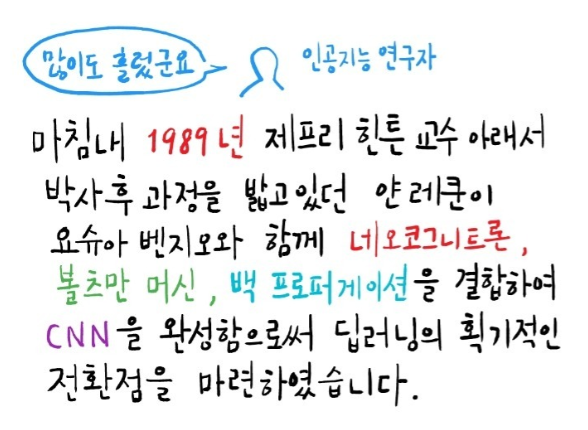 많이도 흘렀군요
인공지능 연구자
마침내 1989년 제프리 힌튼 교수 아래서
박사 후 과정을 밟고있던 얀 레쿤이
요슈아 벤지오와 함께 네오코그니트론,
볼츠만 머신, 백 프로퍼게이션을 결합하여
CNN을 완성함으로써 딥러닝의 획기적인
전환점을 마련하였습니다.